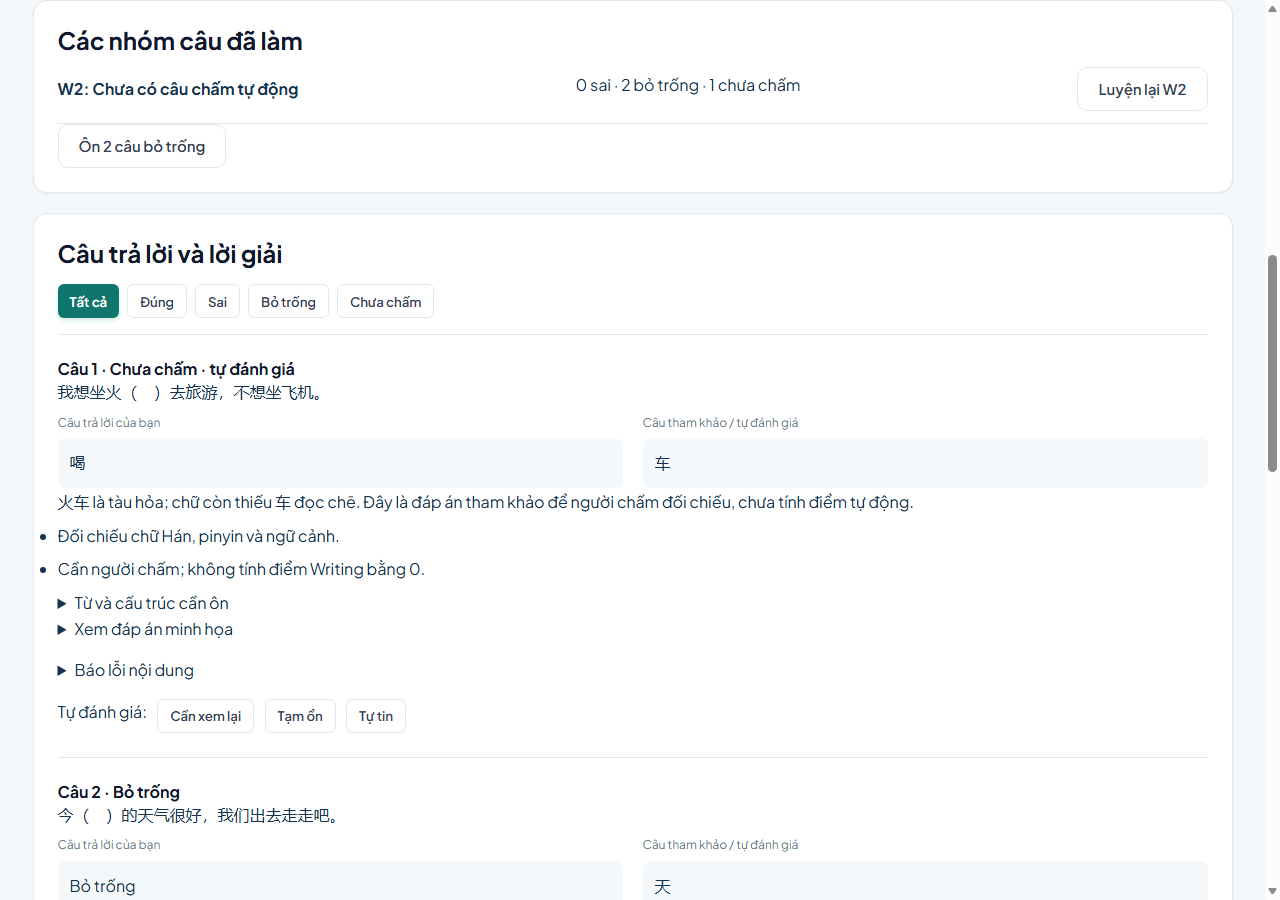 Các nhóm câu đã làm
W2: Chưa có câu chấm tự động
0 sai · 2 bỏ trống · 1 chưa chấm
Luyện lại W2
Ôn 2 câu bỏ trống
Câu trả lời và lời giải
Tất cả
Đúng
Sai
Bỏ trống
Chưa chấm
Câu 1 · Chưa chấm · tự đánh giá
我想坐火（　）去旅游，不想坐飞机。
Câu trả lời của bạn
Câu tham khảo / tự đánh giá
喝
车
火车 là tàu hỏa; chữ còn thiếu 车 đọc chē. Đây là đáp án tham khảo để người chấm đối chiếu, chưa tính điểm tự động.
Đối chiếu chữ Hán, pinyin và ngữ cảnh.
Cần người chấm; không tính điểm Writing bằng 0.
Từ và cấu trúc cần ôn
Xem đáp án minh họa
Báo lỗi nội dung
Tự đánh giá:
Cần xem lại
Tạm ổn
Tự tin
Câu 2 · Bỏ trống
今（　）的天气很好，我们出去走走吧。
Câu trả lời của bạn
Câu tham khảo / tự đánh giá
Bỏ trống
天